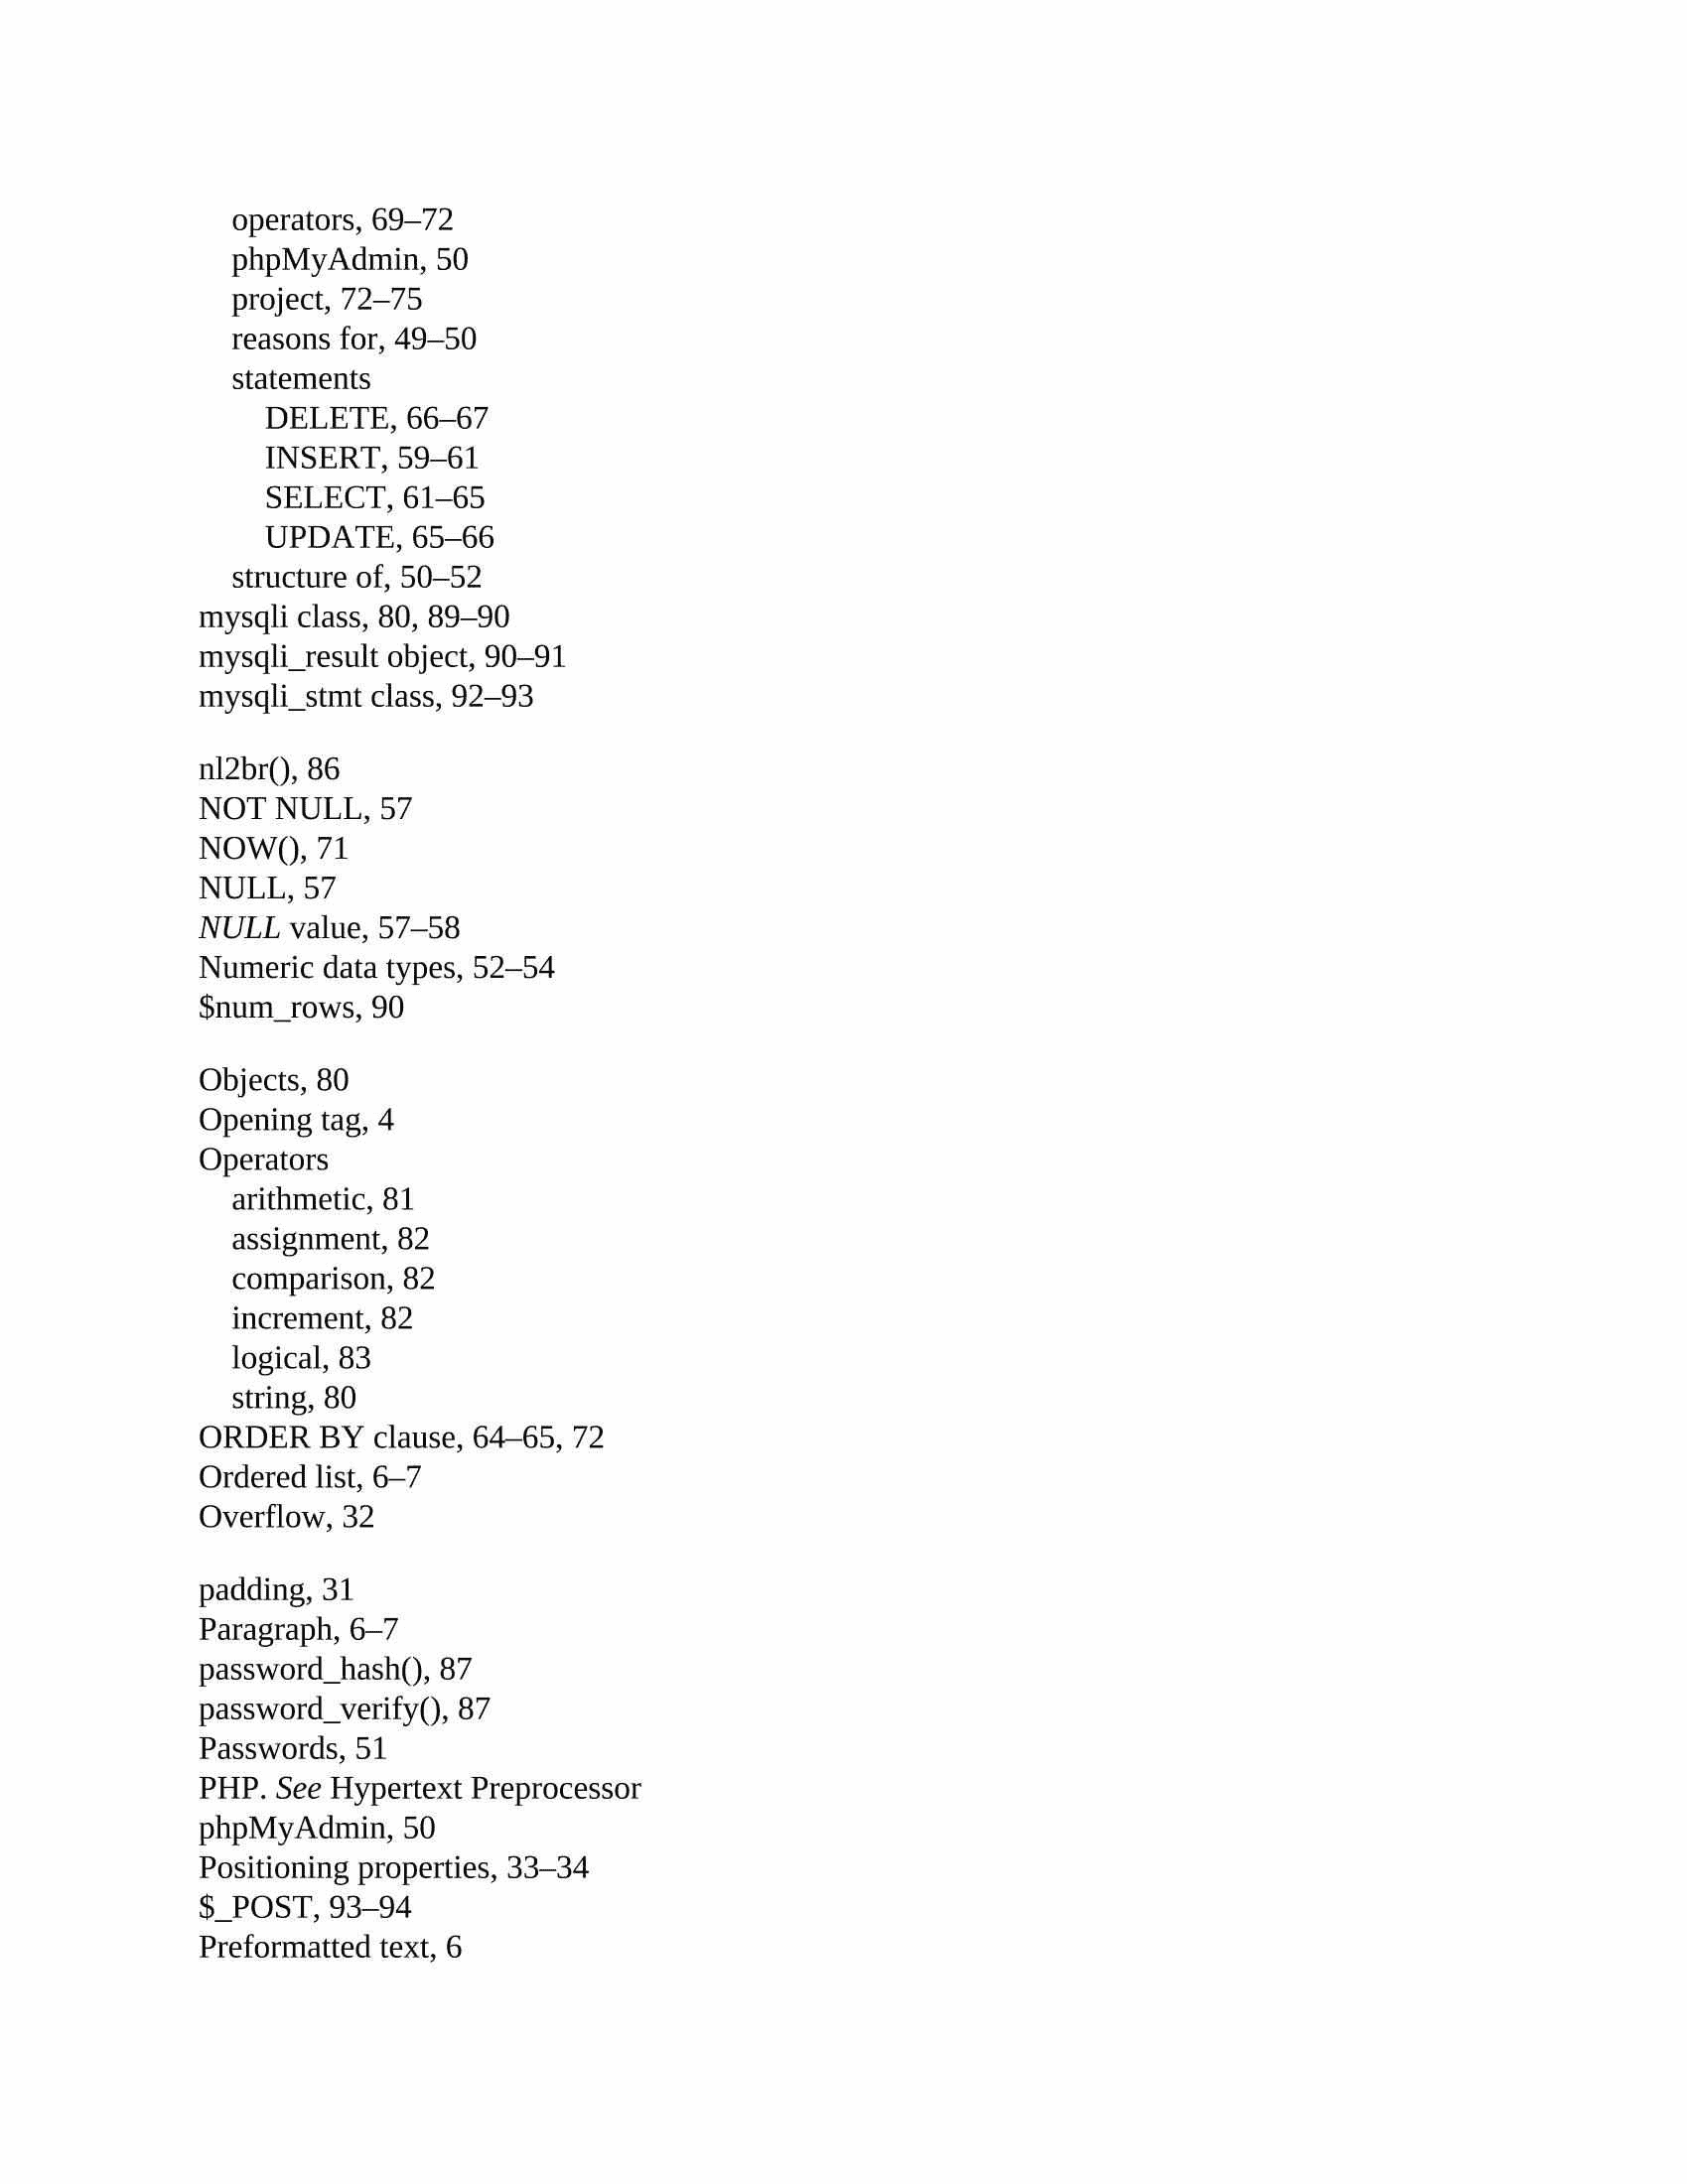 operators, 69–72
phpMyAdmin, 50
project, 72–75
reasons for, 49–50
statements
DELETE, 66–67
INSERT, 59–61
SELECT, 61–65
UPDATE, 65–66
structure of, 50–52
mysqli class, 80, 89–90
mysqli_result object, 90–91
mysqli_stmt class, 92–93
nl2br(), 86
NOT NULL, 57
NOW(), 71
NULL, 57
NULL value, 57–58
Numeric data types, 52–54
$num_rows, 90
Objects, 80
Opening tag, 4
Operators
arithmetic, 81
assignment, 82
comparison, 82
increment, 82
logical, 83
string, 80
ORDER BY clause, 64–65, 72
Ordered list, 6–7
Overflow, 32
padding, 31
Paragraph, 6–7
password_hash(), 87
password_verify(), 87
Passwords, 51
PHP. See Hypertext Preprocessor
phpMyAdmin, 50
Positioning properties, 33–34
$_POST, 93–94
Preformatted text, 6